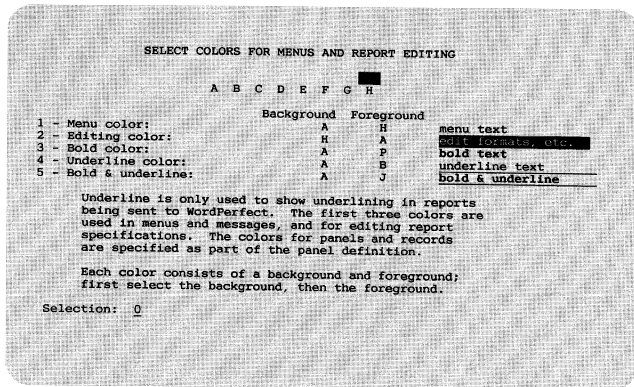 SELECT COLORS FOR MENUS AND REPORT EDITING
A B C D E F G H
Background Foreground
1 - Menu color: A H menu text
2 - Editing color: H A edit formats, etc.
3 - Bold color: A P bold text
4 - Underline color: A B underline text
5 - Bold & underline: A J bold & underline
Underline is only used to show underlining in reports
being sent to WordPerfect. The first three colors are
used in menus and messages, and for editing report
specifications. The colors for panels and records
are specified as part of the panel definition.
Each color consists of a background and foreground;
first select the background, then the foreground.
Selection: 0